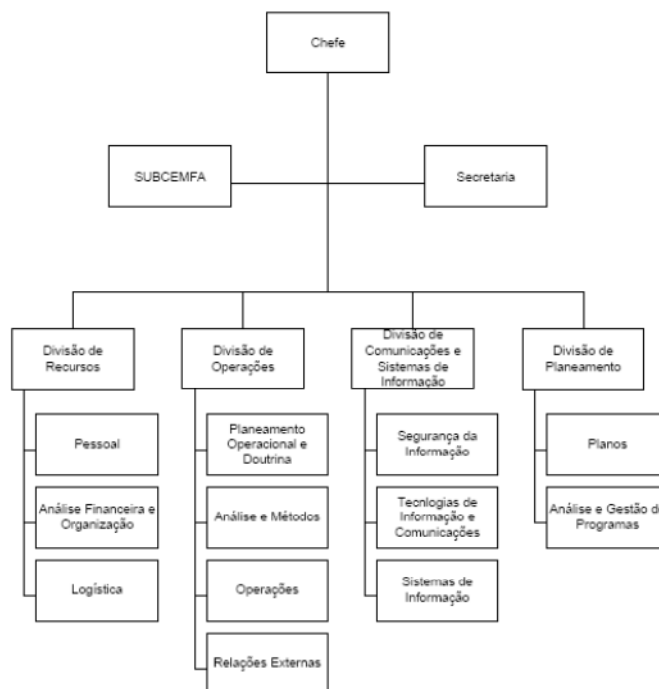 Chefe
SUBCEMFA
Secretaria
Divisão de
Recursos
Divisão de
Operações
Divisão de
Comunicações e
Sistemas de
Informação
Divisão de
Planeamento
Pessoal
Planeamento
Operacional e
Doutrina
Segurança da
Informação
Planos
Análise Financeira e
Organização
Análise e Métodos
Tecnlogias de
Informação e
Comunicações
Análise e Gestão de
Programas
Logística
Operações
Sistemas de
Informação
Relações Externas